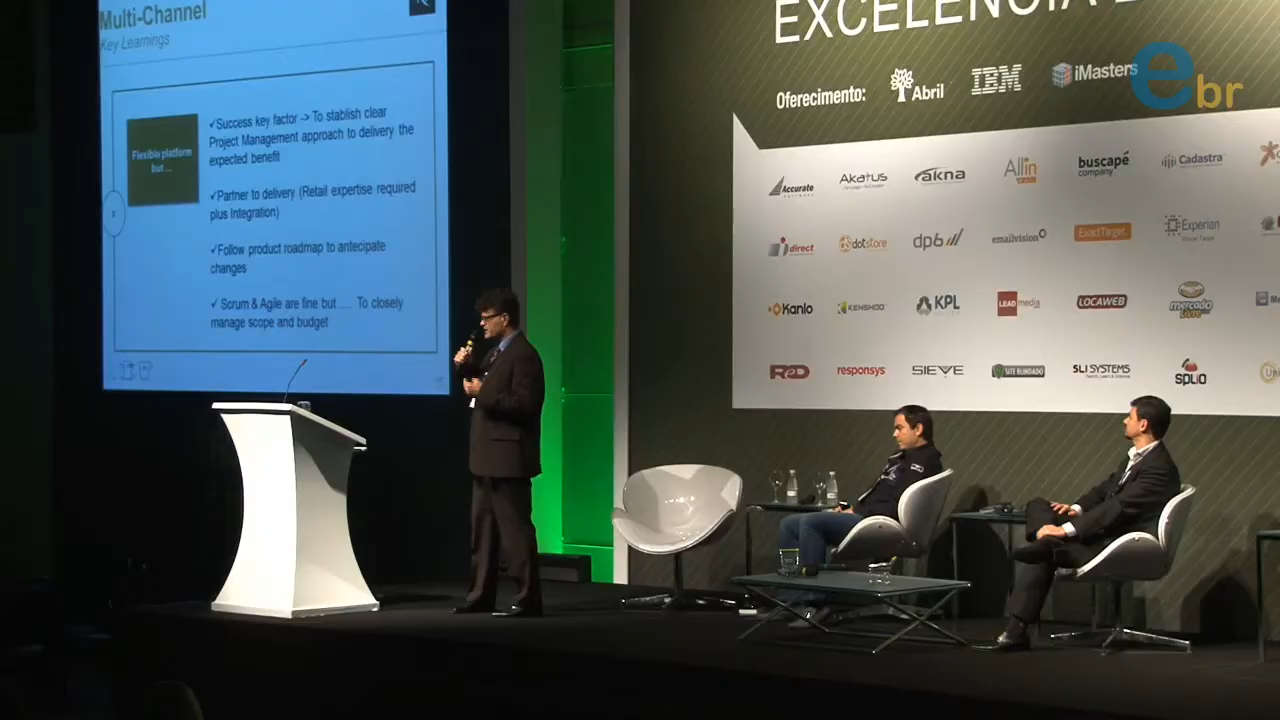 Multi-Channel
Key Learnings
Flexible platform
but ...
✓Success key factor -> To stablish clear
Project Management approach to delivery the
expected benefit
✓Partner to delivery (Retail expertise required
plus Integration)
✓Follow product roadmap to antecipate
changes
✓ Scrum & Agile are fine but .... To closely
manage scope and budget
EXCELÊNCIA
Oferecimento:
Abril
IBM
iMasters
ebr
Accurate
AKATUS
akna
Allin
buscapé
company
Cadastra
direct
dotstore
dp6
emailvision
ExactTarget
Experian
Kanlo
KENSHOO
KPL
LEAD media
LOCAWEB
mercado
livre
RED
responsys
SIEVE
SITE BLINDADO
SLI SYSTEMS
spLio